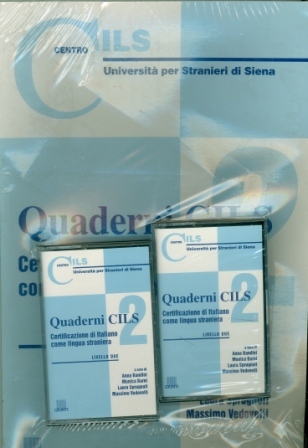 CENTRO CILS
Università per Stranieri di Siena
Quaderni CILS
2
Ce
com
CENTRO CILS
Università per Stranieri di Siena
Quaderni CILS
2
Certificazione di Italiano
come lingua straniera
LIVELLO DUE
a cura di
Anna Bandini
Monica Barni
Laura Sprugnoli
Massimo Vedovelli
CENTRO CILS
Università per Stranieri di Siena
Quaderni CILS
2
Certificazione di Italiano
come lingua straniera
LIVELLO DUE
a cura di
Anna Bandini
Monica Barni
Laura Sprugnoli
Massimo Vedovelli
Laura Sprugnoli
Massimo Vedovelli